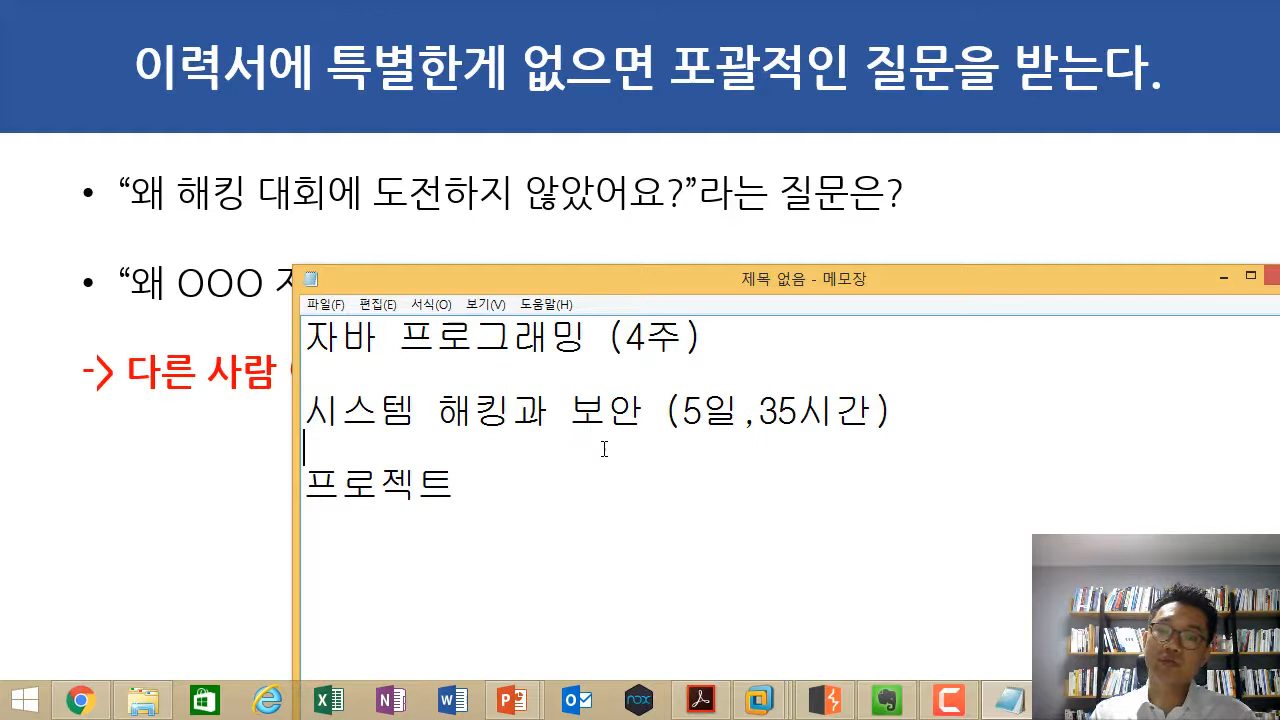 이력서에 특별한게 없으면 포괄적인 질문을 받는다.
• “왜 해킹 대회에 도전하지 않았어요?”라는 질문은?
• “왜 OOO
-> 다른 사람
제목 없음 - 메모장
파일(F) 편집(E) 서식(O) 보기(V) 도움말(H)
자바 프로그래밍 (4주)
시스템 해킹과 보안 (5일,35시간)
프로젝트
nox